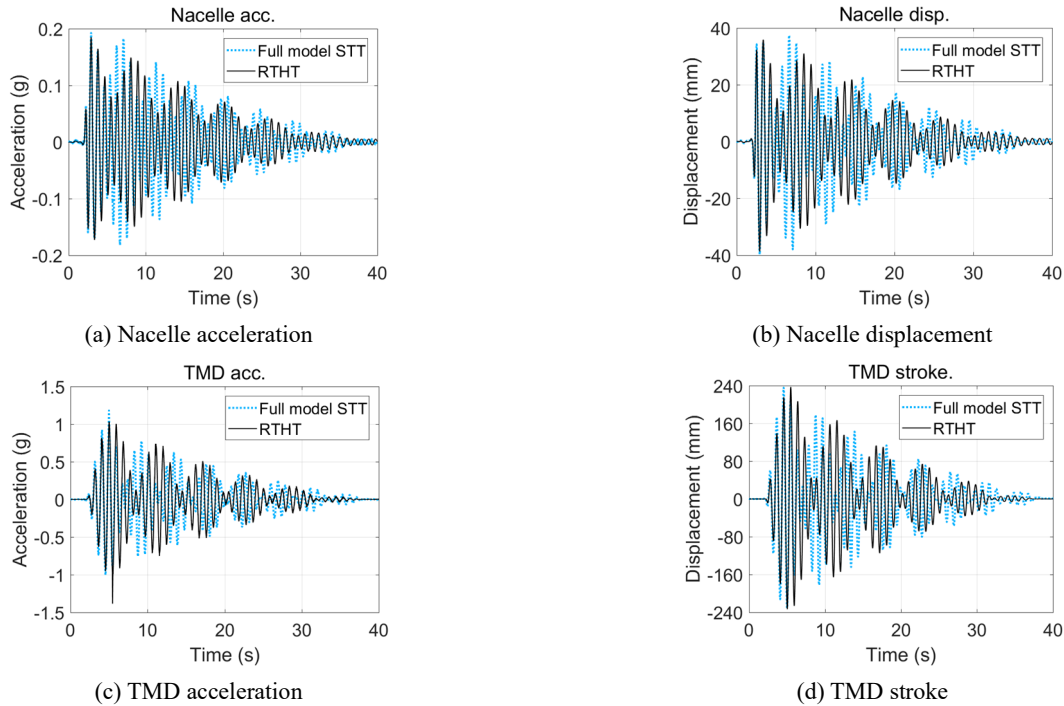 Nacelle acc.
Full model STT
RTHT
Acceleration (g)
0.2
0.1
0
-0.1
-0.2
0 10 20 30 40
Time (s)
(a) Nacelle acceleration
Nacelle disp.
Full model STT
RTHT
Displacement (mm)
40
20
0
-20
-40
0 10 20 30 40
Time (s)
(b) Nacelle displacement
TMD acc.
Full model STT
RTHT
Acceleration (g)
1.5
1
0.5
0
-0.5
-1
-1.5
0 10 20 30 40
Time (s)
(c) TMD acceleration
TMD stroke.
Full model STT
RTHT
Displacement (mm)
240
160
80
0
-80
-160
-240
0 10 20 30 40
Time (s)
(d) TMD stroke